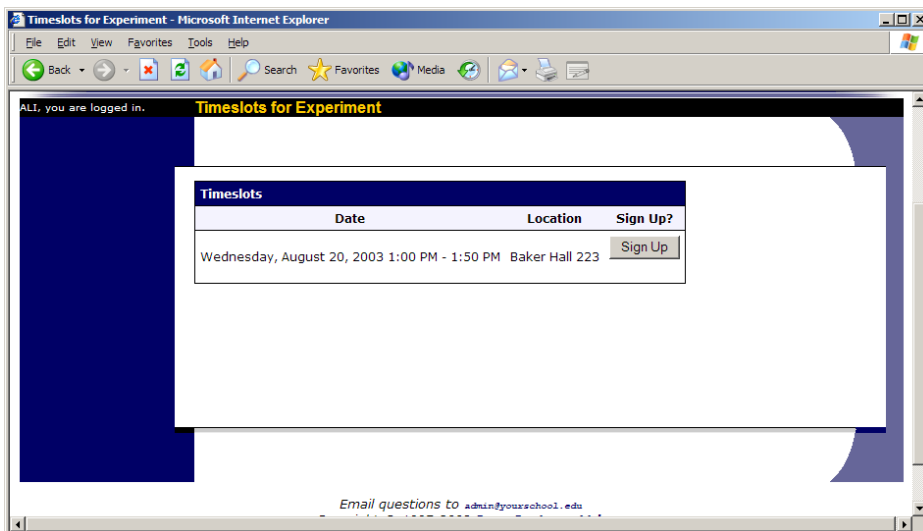 Timeslots for Experiment - Microsoft Internet Explorer
File Edit View Favorites Tools Help
Back Search Favorites Media
ALI, you are logged in. Timeslots for Experiment
Timeslots
Date Location Sign Up?
Wednesday, August 20, 2003 1:00 PM - 1:50 PM Baker Hall 223 Sign Up
Email questions to admin@yourschool.edu